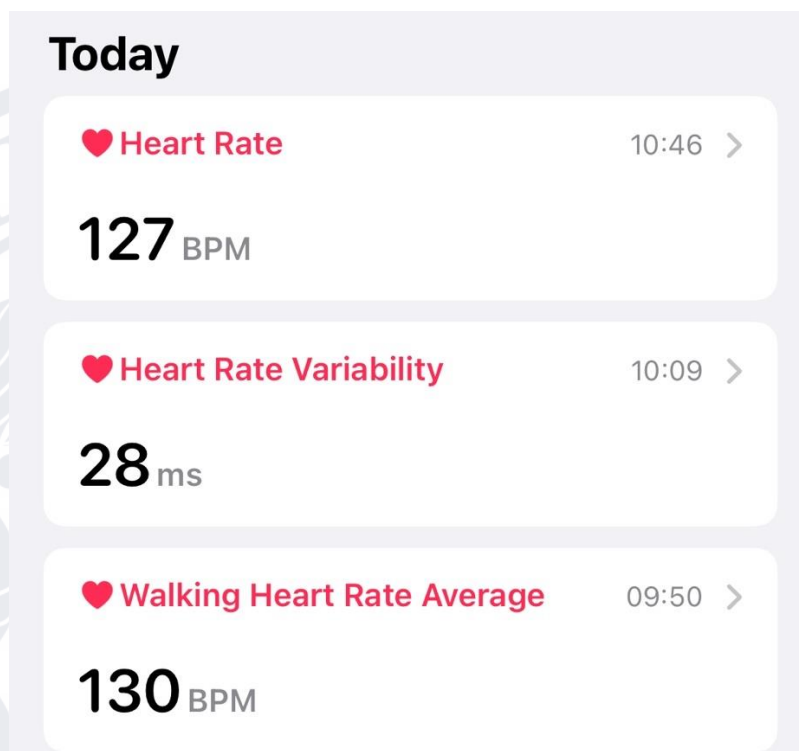 Today
Heart Rate 10:46
127 BPM
Heart Rate Variability 10:09
28 ms
Walking Heart Rate Average 09:50
130 BPM